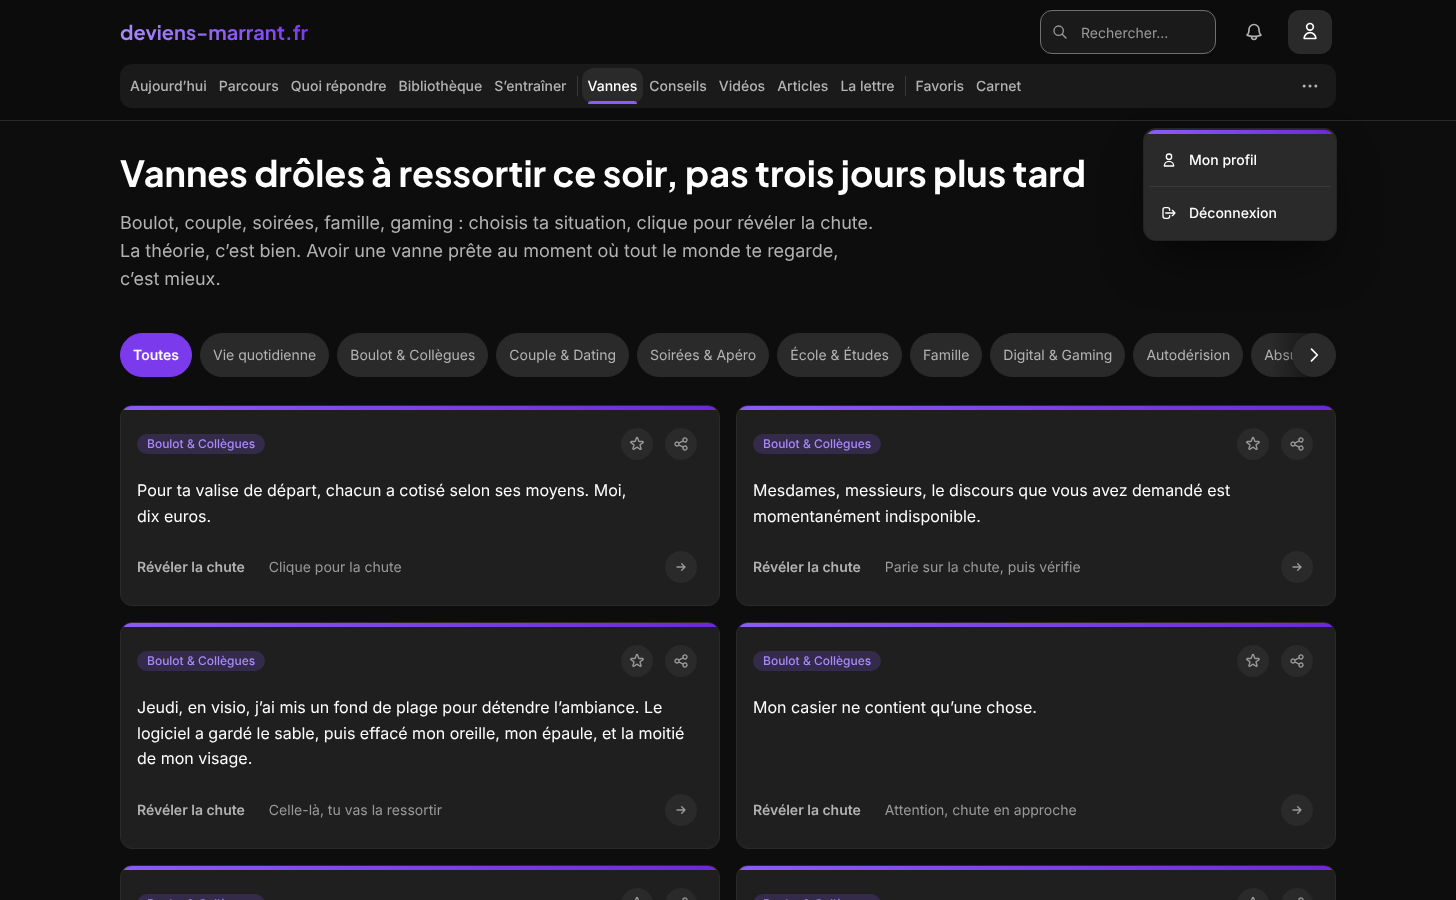 deviens-marrant.fr
Rechercher...
Aujourd’hui Parcours Quoi répondre Bibliothèque S’entraîner Vannes Conseils Vidéos Articles La lettre Favoris Carnet
Mon profil
Déconnexion
Vannes drôles à ressortir ce soir, pas trois jours plus tard
Boulot, couple, soirées, famille, gaming : choisis ta situation, clique pour révéler la chute.
La théorie, c’est bien. Avoir une vanne prête au moment où tout le monde te regarde,
c’est mieux.
Toutes Vie quotidienne Boulot & Collègues Couple & Dating Soirées & Apéro École & Études Famille Digital & Gaming Autodérision
Boulot & Collègues
Pour ta valise de départ, chacun a cotisé selon ses moyens. Moi,
dix euros.
Révéler la chute Clique pour la chute
Boulot & Collègues
Mesdames, messieurs, le discours que vous avez demandé est
momentanément indisponible.
Révéler la chute Parie sur la chute, puis vérifie
Boulot & Collègues
Jeudi, en visio, j’ai mis un fond de plage pour détendre l’ambiance. Le
logiciel a gardé le sable, puis effacé mon oreille, mon épaule, et la moitié
de mon visage.
Révéler la chute Celle-là, tu vas la ressortir
Boulot & Collègues
Mon casier ne contient qu’une chose.
Révéler la chute Attention, chute en approche